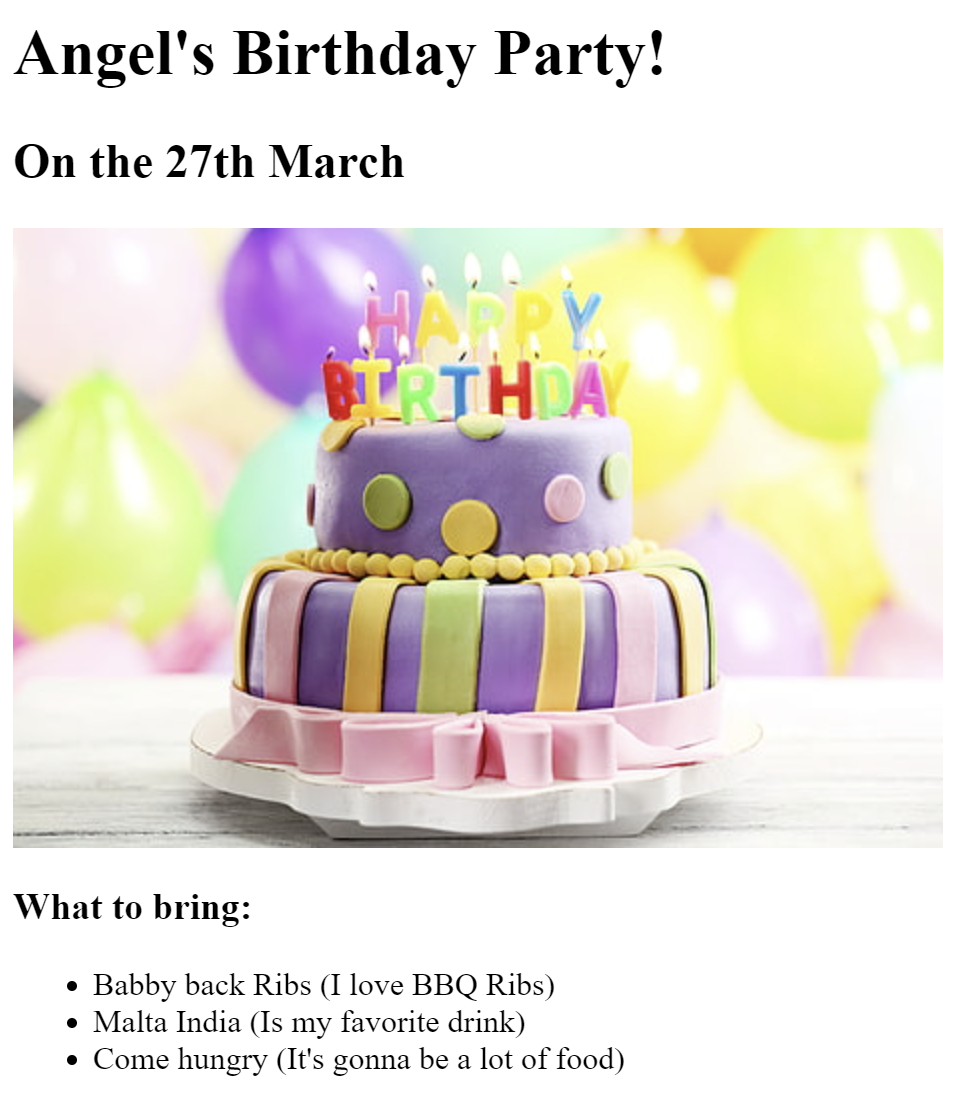 Angel's Birthday Party!
On the 27th March
HAPPY
BIRTHDAY
What to bring:
Babby back Ribs (I love BBQ Ribs)
Malta India (Is my favorite drink)
Come hungry (It's gonna be a lot of food)